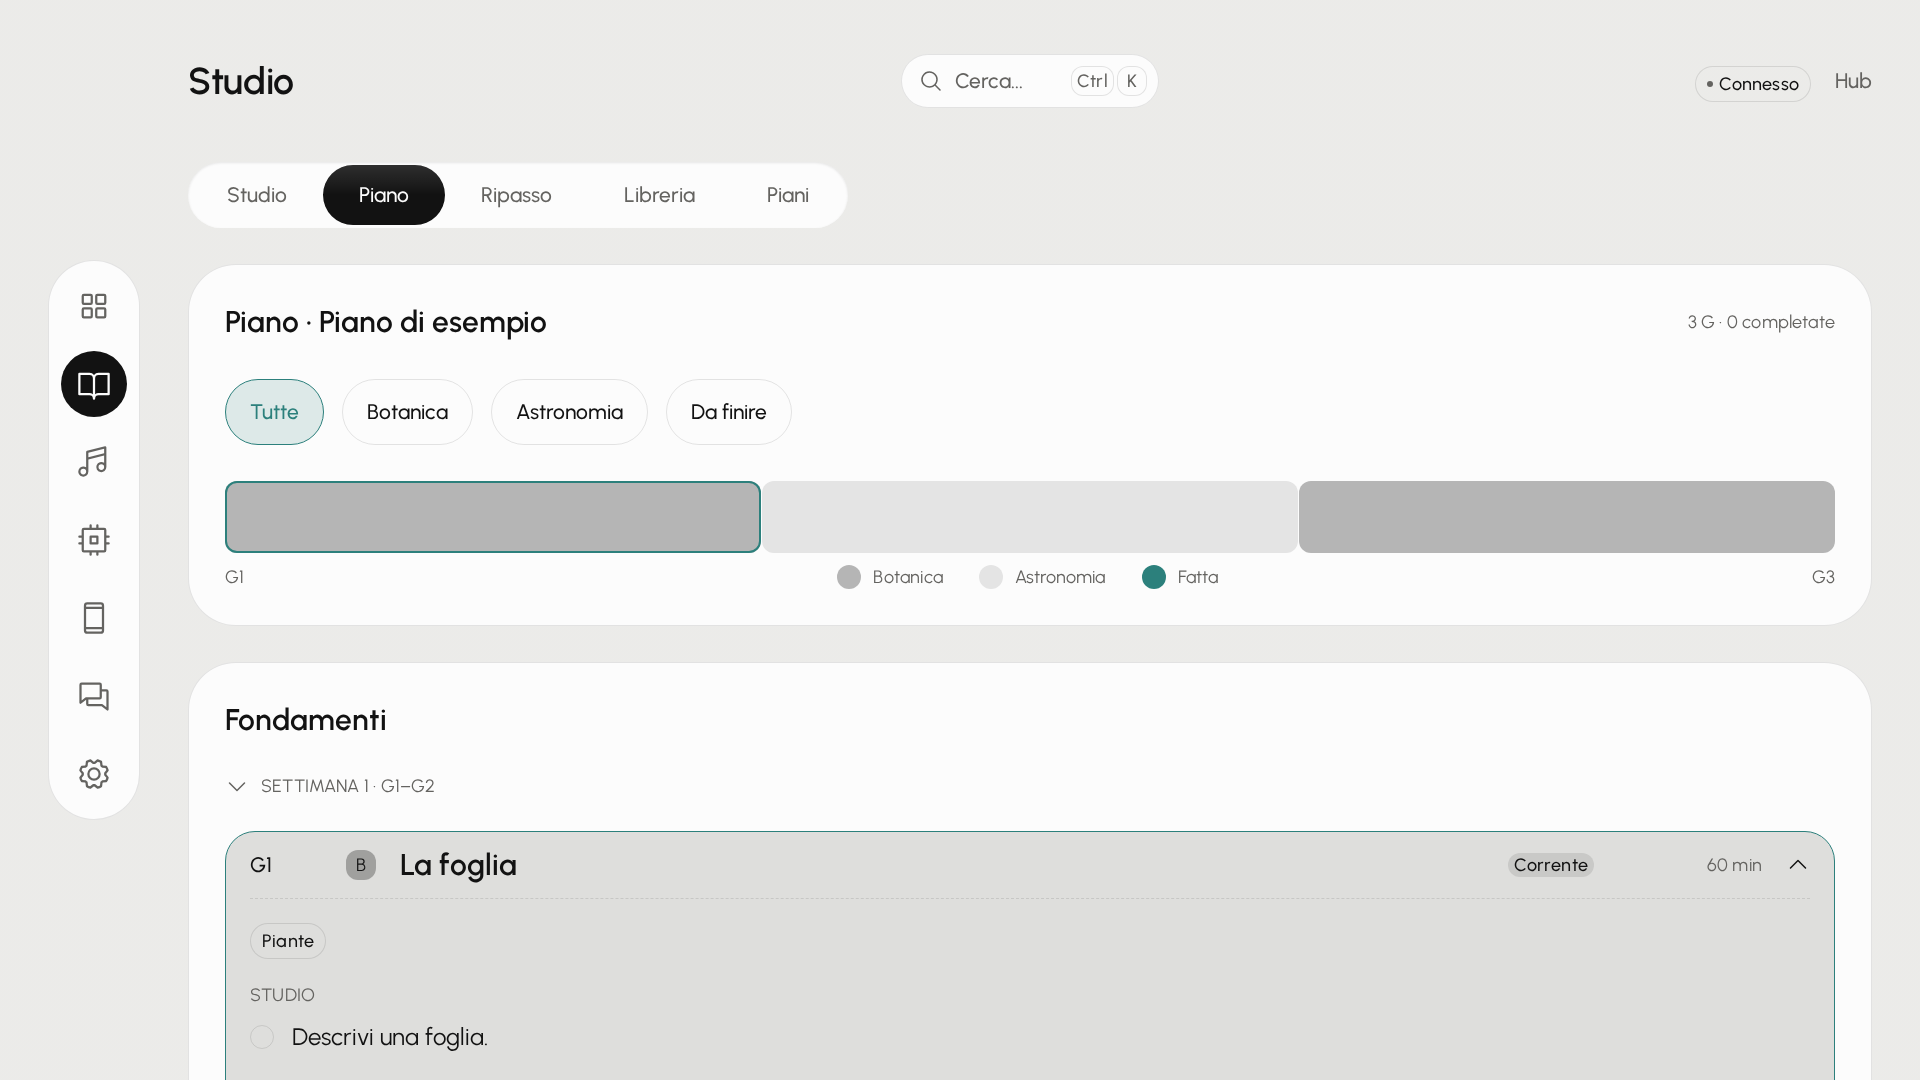 Studio
Cerca...
Ctrl K
Connesso
Hub
Studio Piano Ripasso Libreria Piani
Piano · Piano di esempio
3 G · 0 completate
Tutte Botanica Astronomia Da finire
G1 Botanica Astronomia Fatta G3
Fondamenti
SETTIMANA 1 · G1–G2
G1 B La foglia Corrente 60 min
Piante
STUDIO
Descrivi una foglia.